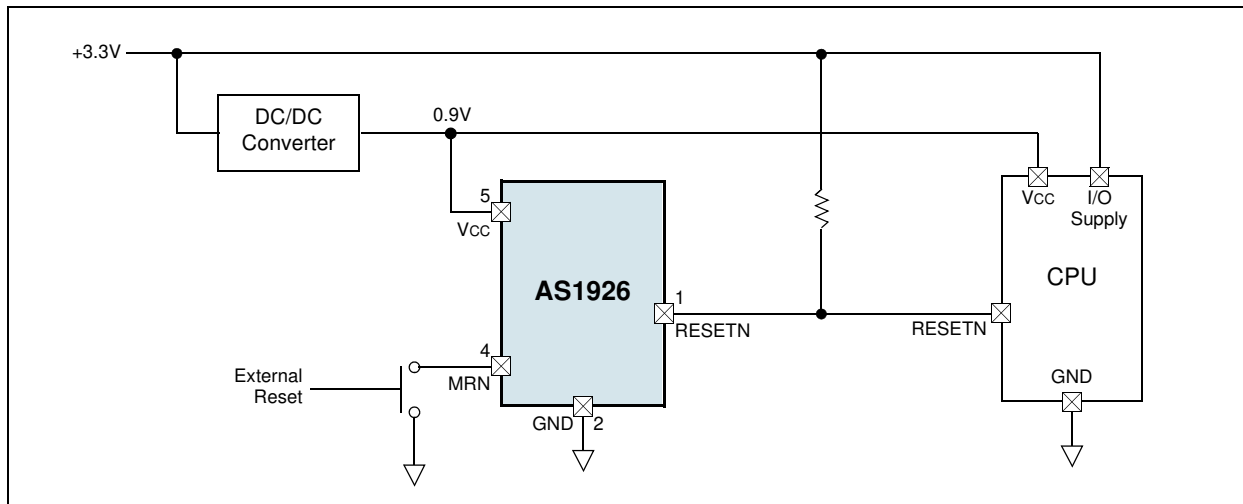 +3.3V
DC/DC
Converter
0.9V
5
VCC
AS1926
1
RESETN
4
MRN
External
Reset
GND
2
VCC
I/O
Supply
CPU
RESETN
GND